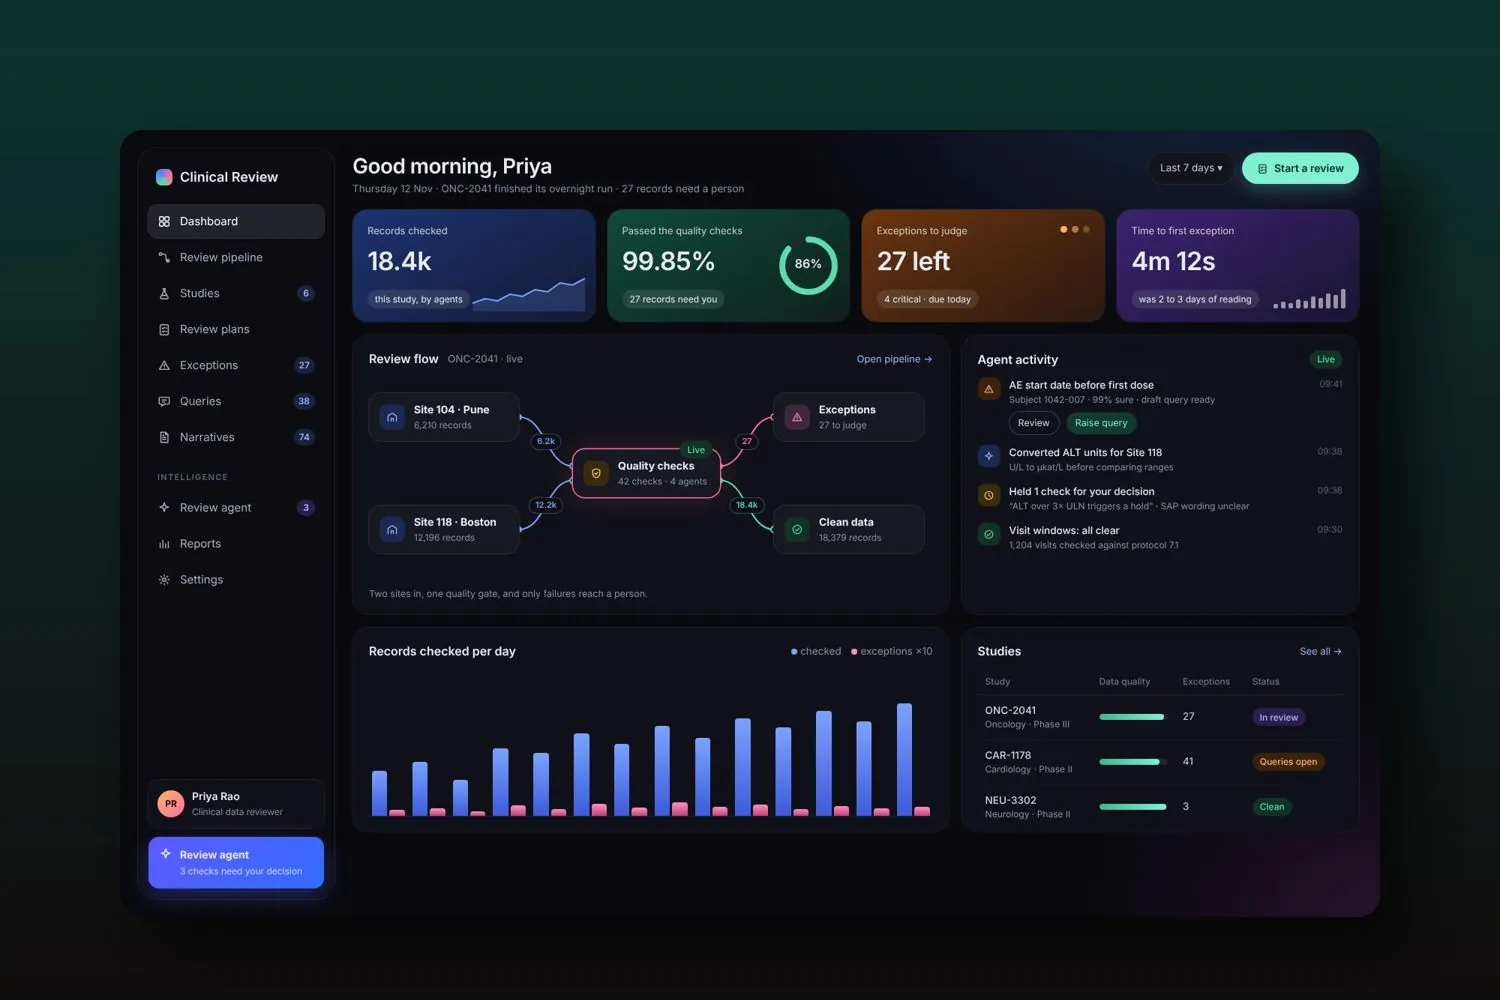 Clinical Review
Dashboard
Review pipeline
Studies 6
Review plans
Exceptions 27
Queries 38
Narratives 74
INTELLIGENCE
Review agent 3
Reports
Settings
PR
Priya Rao
Clinical data reviewer
Review agent
3 checks need your decision
Good morning, Priya
Thursday 12 Nov · ONC-2041 finished its overnight run · 27 records need a person
Last 7 days ▾
Start a review
Records checked
18.4k
this study, by agents
Passed the quality checks
99.85%
27 records need you
86%
Exceptions to judge
27 left
4 critical · due today
Time to first exception
4m 12s
was 2 to 3 days of reading
Review flow ONC-2041 · live
Open pipeline →
Site 104 · Pune
6,210 records
6.2k
Site 118 · Boston
12,196 records
12.2k
Live
Quality checks
42 checks · 4 agents
27
Exceptions
27 to judge
18.4k
Clean data
18,379 records
Two sites in, one quality gate, and only failures reach a person.
Agent activity
Live
AE start date before first dose 09:41
Subject 1042-007 · 99% sure · draft query ready
Review Raise query
Converted ALT units for Site 118 09:38
U/L to µkat/L before comparing ranges
Held 1 check for your decision 09:36
“ALT over 3× ULN triggers a hold” · SAP wording unclear
Visit windows: all clear 09:30
1,204 visits checked against protocol 7.1
Records checked per day
checked exceptions ×10
Studies
See all →
Study Data quality Exceptions Status
ONC-2041 27 In review
Oncology · Phase III
CAR-1178 41 Queries open
Cardiology · Phase II
NEU-3302 3 Clean
Neurology · Phase II